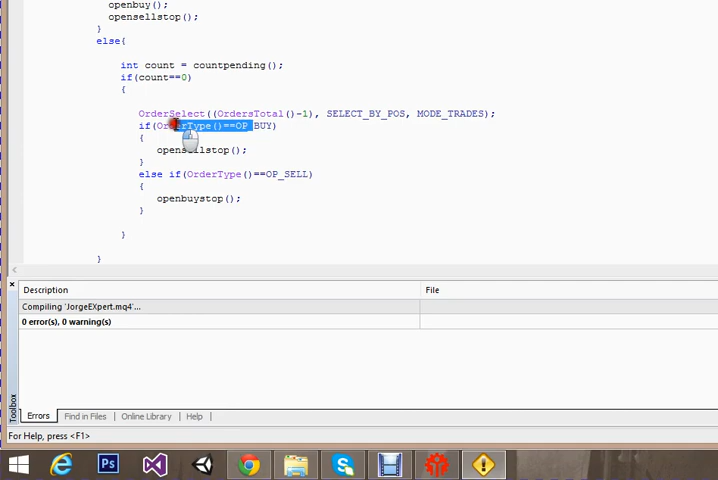 openbuy();
opensellstop();
}
else{
int count = countpending();
if(count==0)
{
OrderSelect((OrdersTotal()-1), SELECT_BY_POS, MODE_TRADES);
if(OrderType()==OP_BUY)
{
opensellstop();
}
else if(OrderType()==OP_SELL)
{
openbuystop();
}
}
}
Description File
Compiling 'JorgeEXpert.mq4'...
0 error(s), 0 warning(s)
Toolbox
Errors Find in Files Online Library Help
For Help, press <F1>
Ps